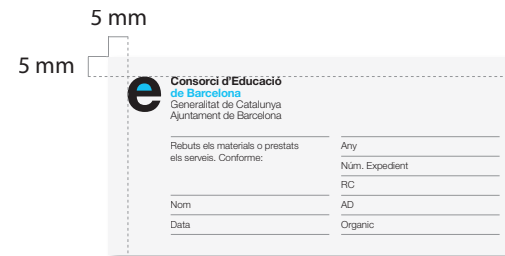 5 mm
5 mm
Consorci d'Educació
de Barcelona
Generalitat de Catalunya
Ajuntament de Barcelona
Rebuts els materials o prestats
els serveis. Conforme:
Nom
Data
Any
Núm. Expedient
RC
AD
Organic